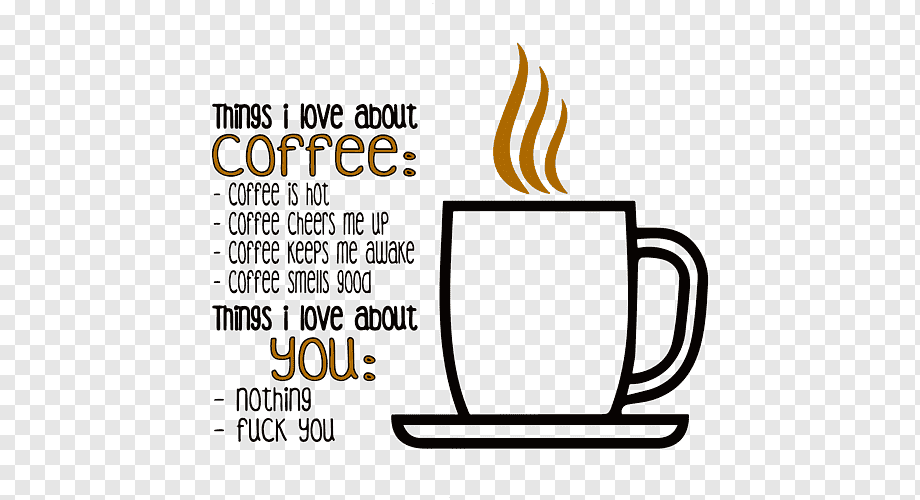 Things i love about
coffee:
- coffee is hot
- coffee cheers me up
- coffee keeps me awake
- coffee smells good
Things i love about
you:
- nothing
- fuck you